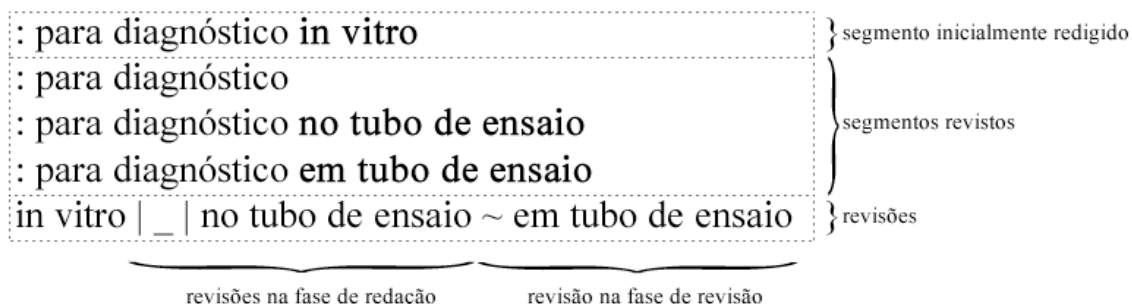 : para diagnóstico in vitro
segmento inicialmente redigido
: para diagnóstico
: para diagnóstico no tubo de ensaio
segmentos revistos
: para diagnóstico em tubo de ensaio
in vitro | _ | no tubo de ensaio ~ em tubo de ensaio
revisões
revisões na fase de redação
revisão na fase de revisão